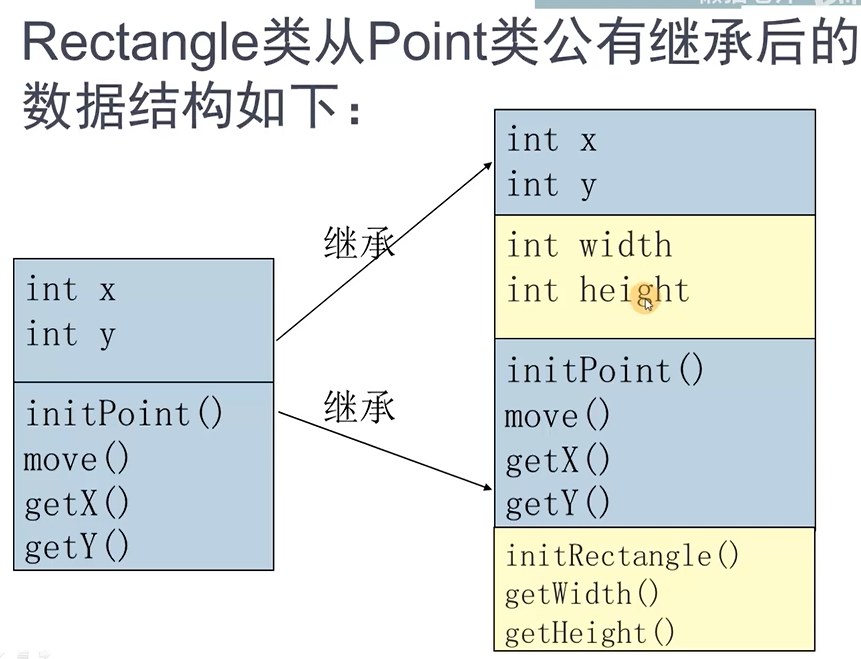 Rectangle类从Point类公有继承后的
数据结构如下：
int x
int y
initPoint()
move()
getX()
getY()
继承
继承
int x
int y
int width
int height
initPoint()
move()
getX()
getY()
initRectangle()
getWidth()
getHeight()